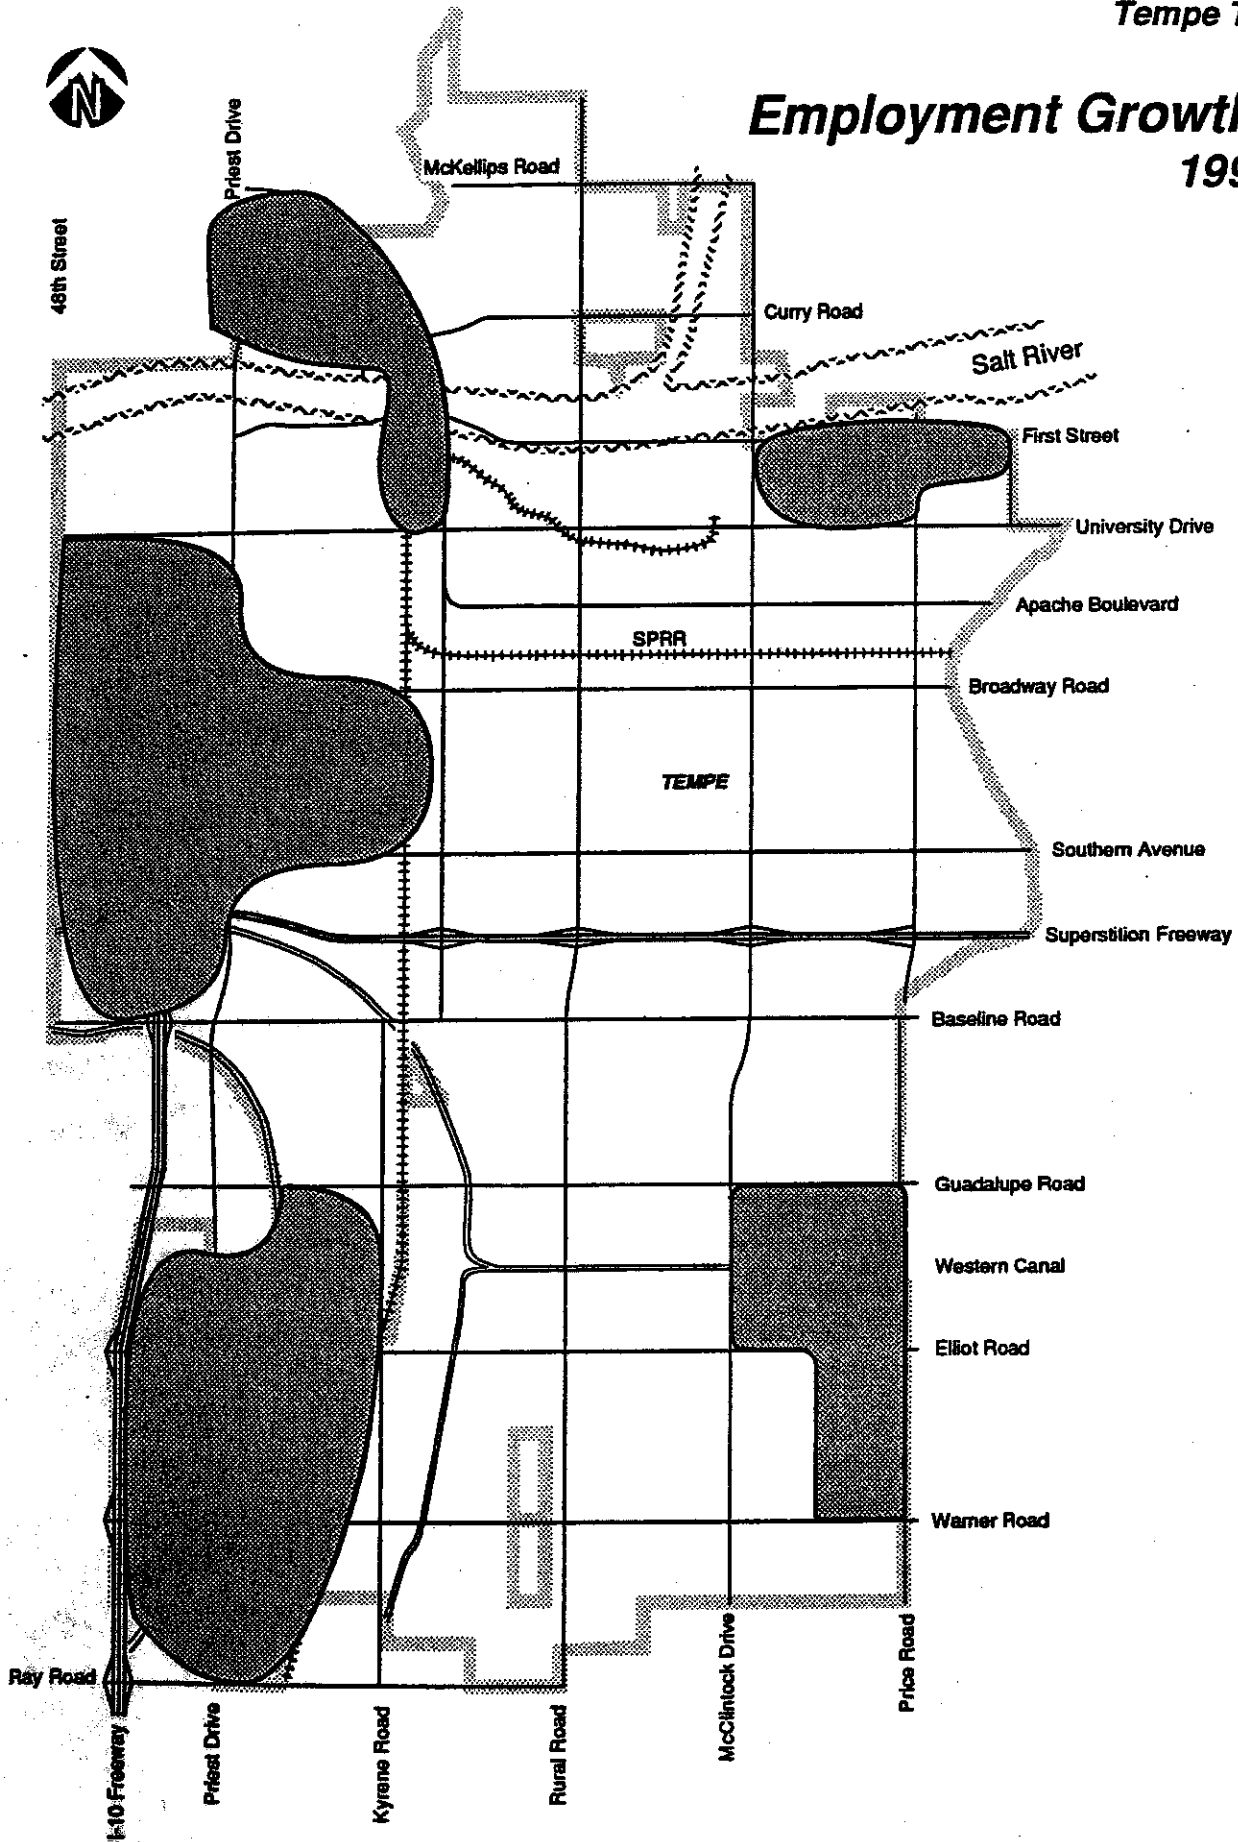 Tempe T
Employment Growth
199
N
Priest Drive
McKellips Road
48th Street
Curry Road
Salt River
First Street
University Drive
Apache Boulevard
SPRR
Broadway Road
TEMPE
Southern Avenue
Superstition Freeway
Baseline Road
Guadalupe Road
Western Canal
Elliot Road
Warner Road
Ray Road
I-10 Freeway
Priest Drive
Kyrene Road
Rural Road
McClintock Drive
Price Road